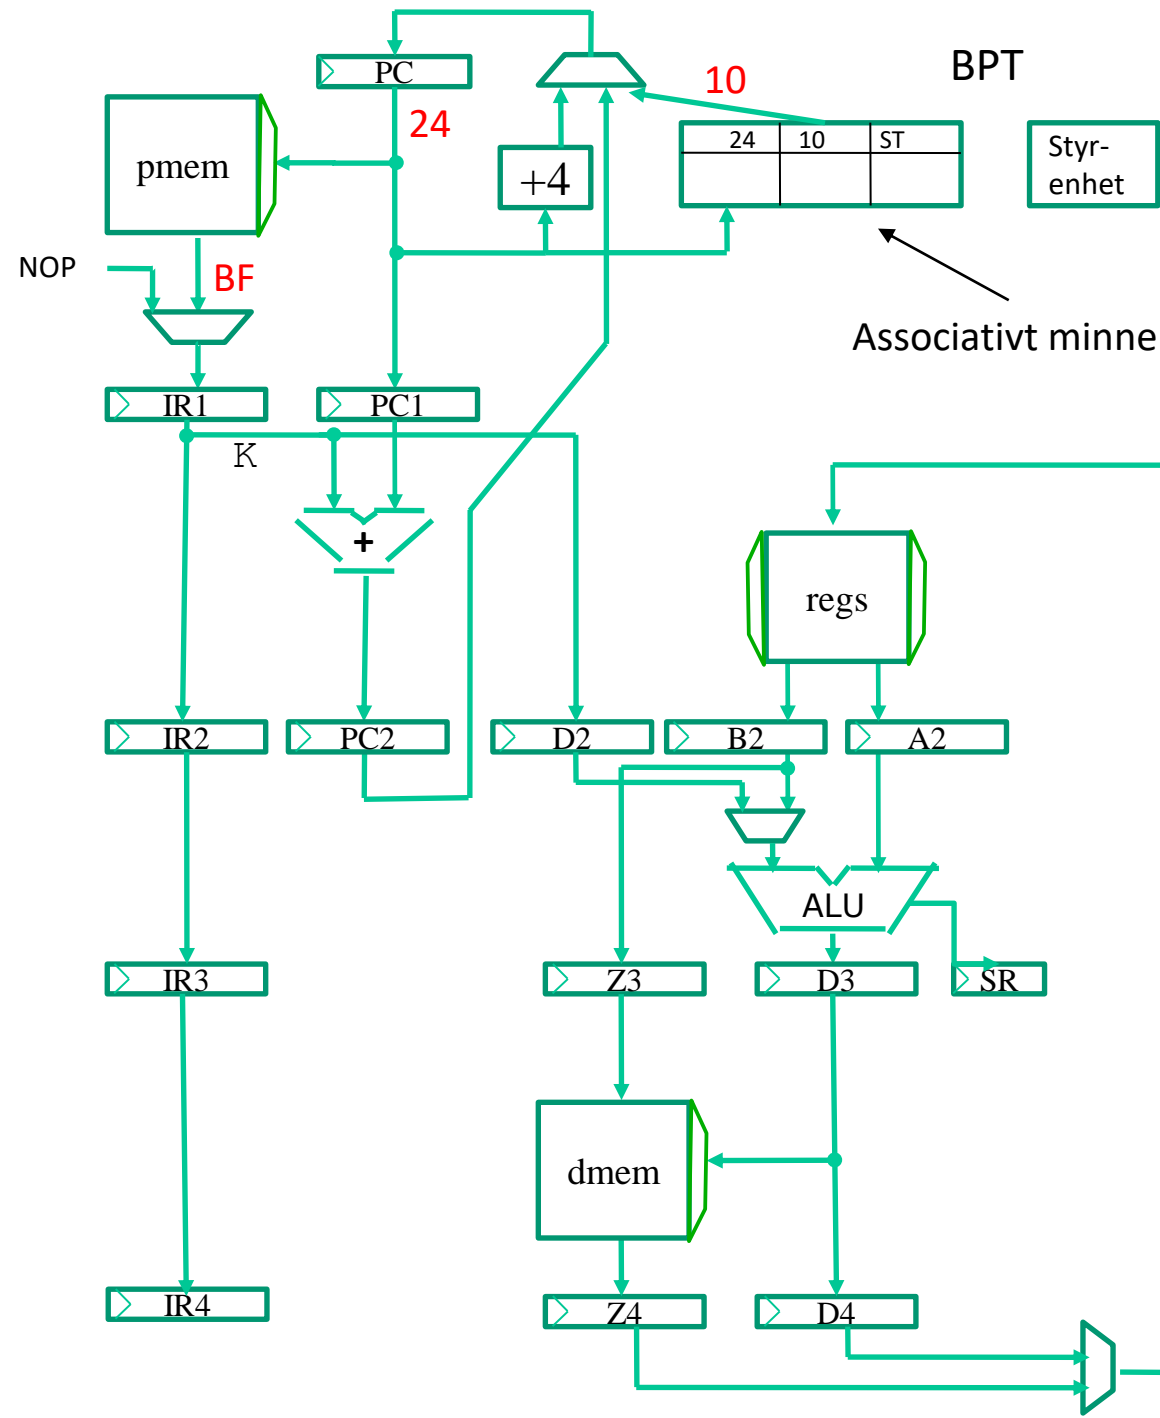 PC
10
BPT
24
24 10 ST
pmem
+4
Styr-
enhet
NOP
BF
Associativt minne
IR1
PC1
K
+
regs
IR2
PC2
D2
B2
A2
ALU
IR3
Z3
D3
SR
dmem
IR4
Z4
D4